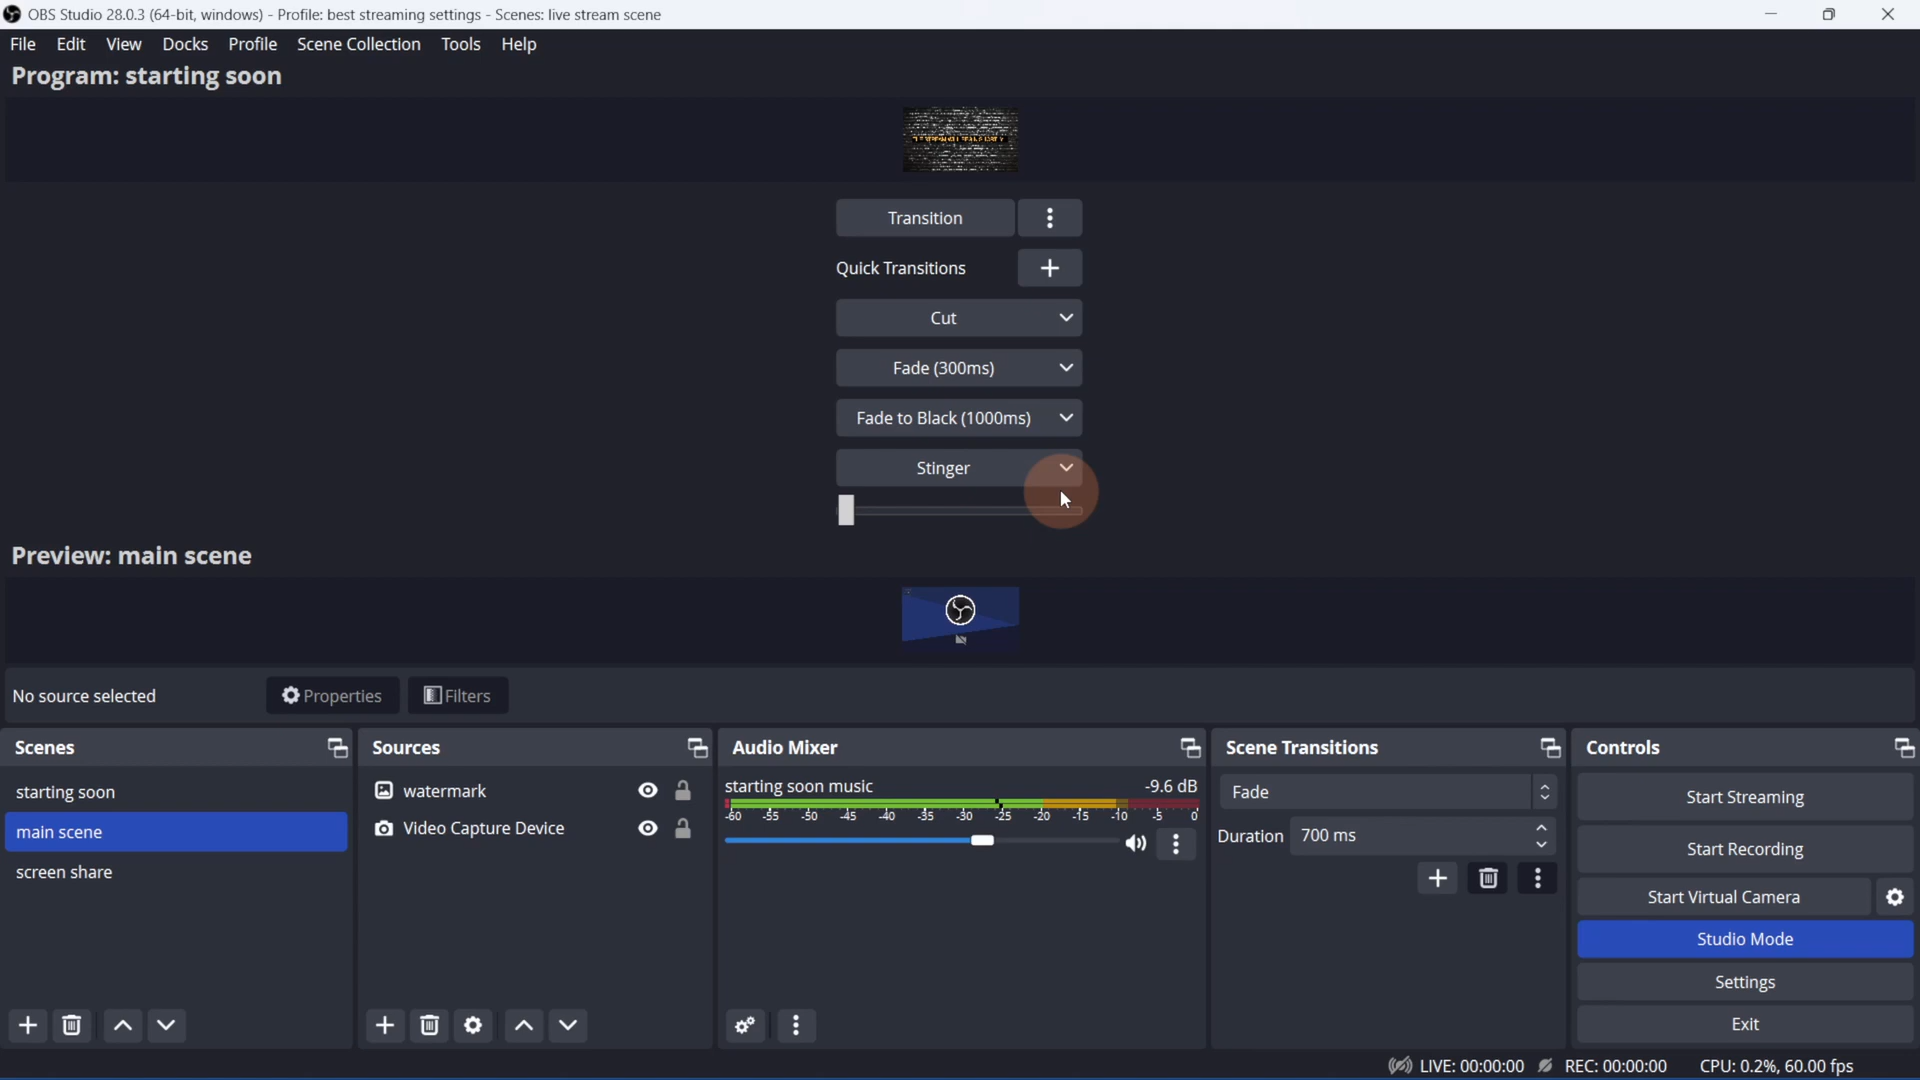 OBS Studio 28.0.3 (64-bit, windows) - Profile: best streaming settings - Scenes: live stream scene
File Edit View Docks Profile Scene Collection Tools Help
Program: starting soon
Transition
Quick Transitions
Cut
Fade (300ms)
Fade to Black (1000ms)
Stinger
Preview: main scene
No source selected Properties Filters
Scenes
starting soon
main scene
screen share
Sources
watermark
Video Capture Device
Audio Mixer
starting soon music -9.6 dB
-60 -55 -50 -45 -40 -35 -30 -25 -20 -15 -10 -5 0
Scene Transitions
Fade
Duration 700 ms
Controls
Start Streaming
Start Recording
Start Virtual Camera
Studio Mode
Settings
Exit
LIVE: 00:00:00 REC: 00:00:00 CPU: 0.2%, 60.00 fps